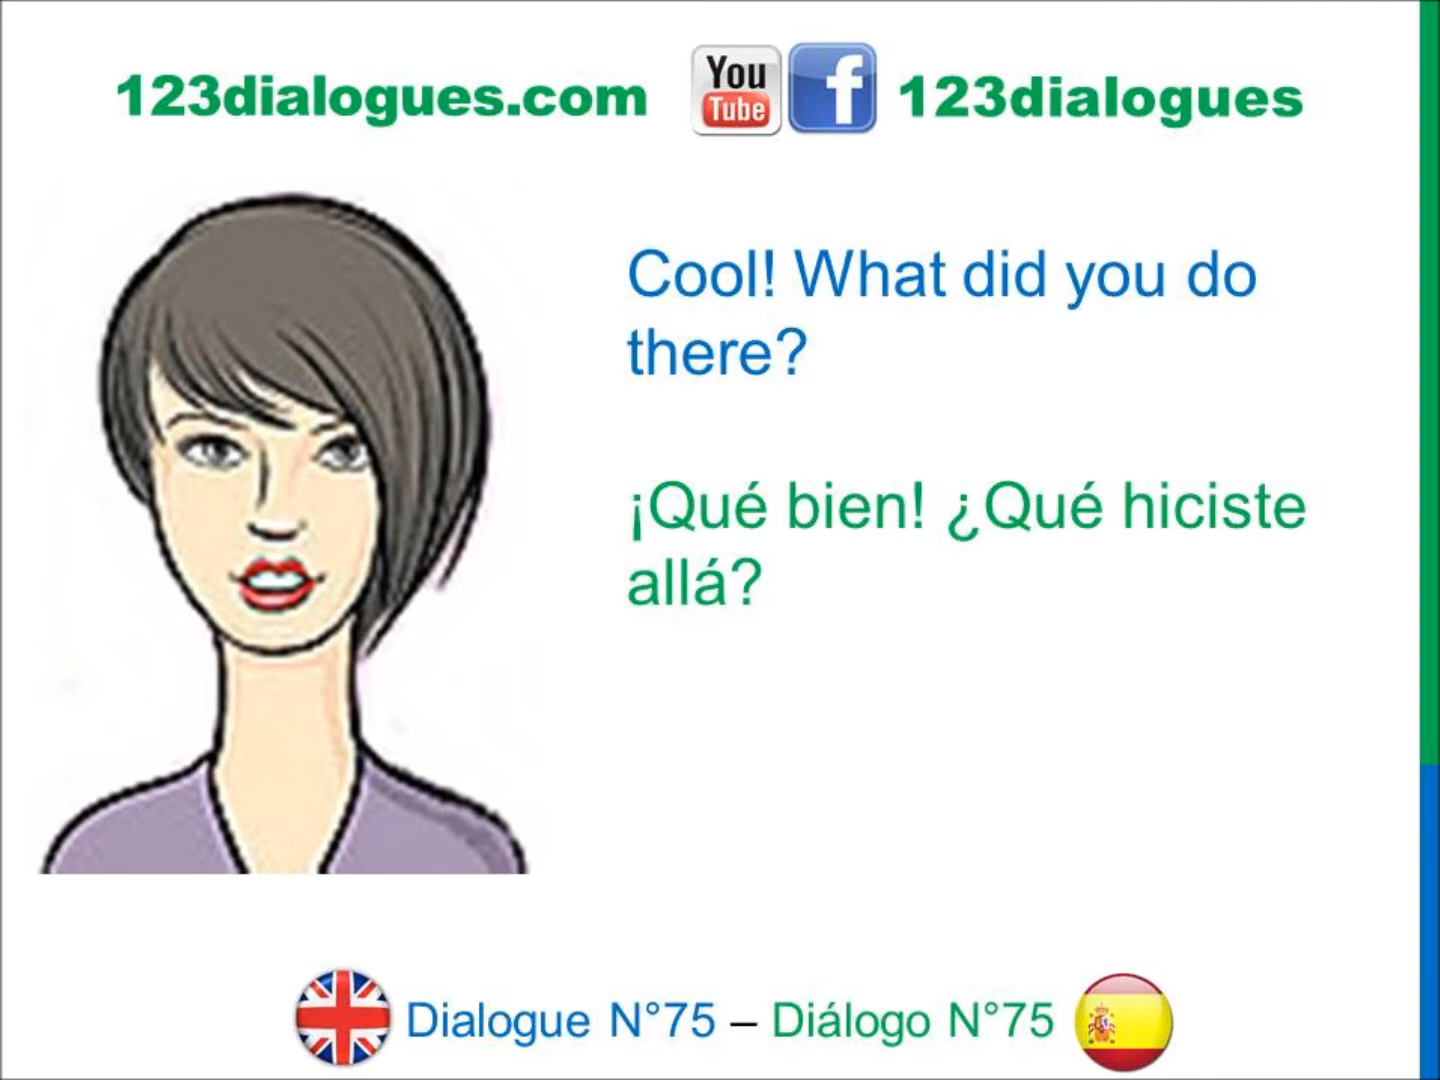 123dialogues.com You Tube f 123dialogues
Cool! What did you do
there?
¡Qué bien! ¿Qué hiciste
allá?
Dialogue N°75 – Diálogo N°75